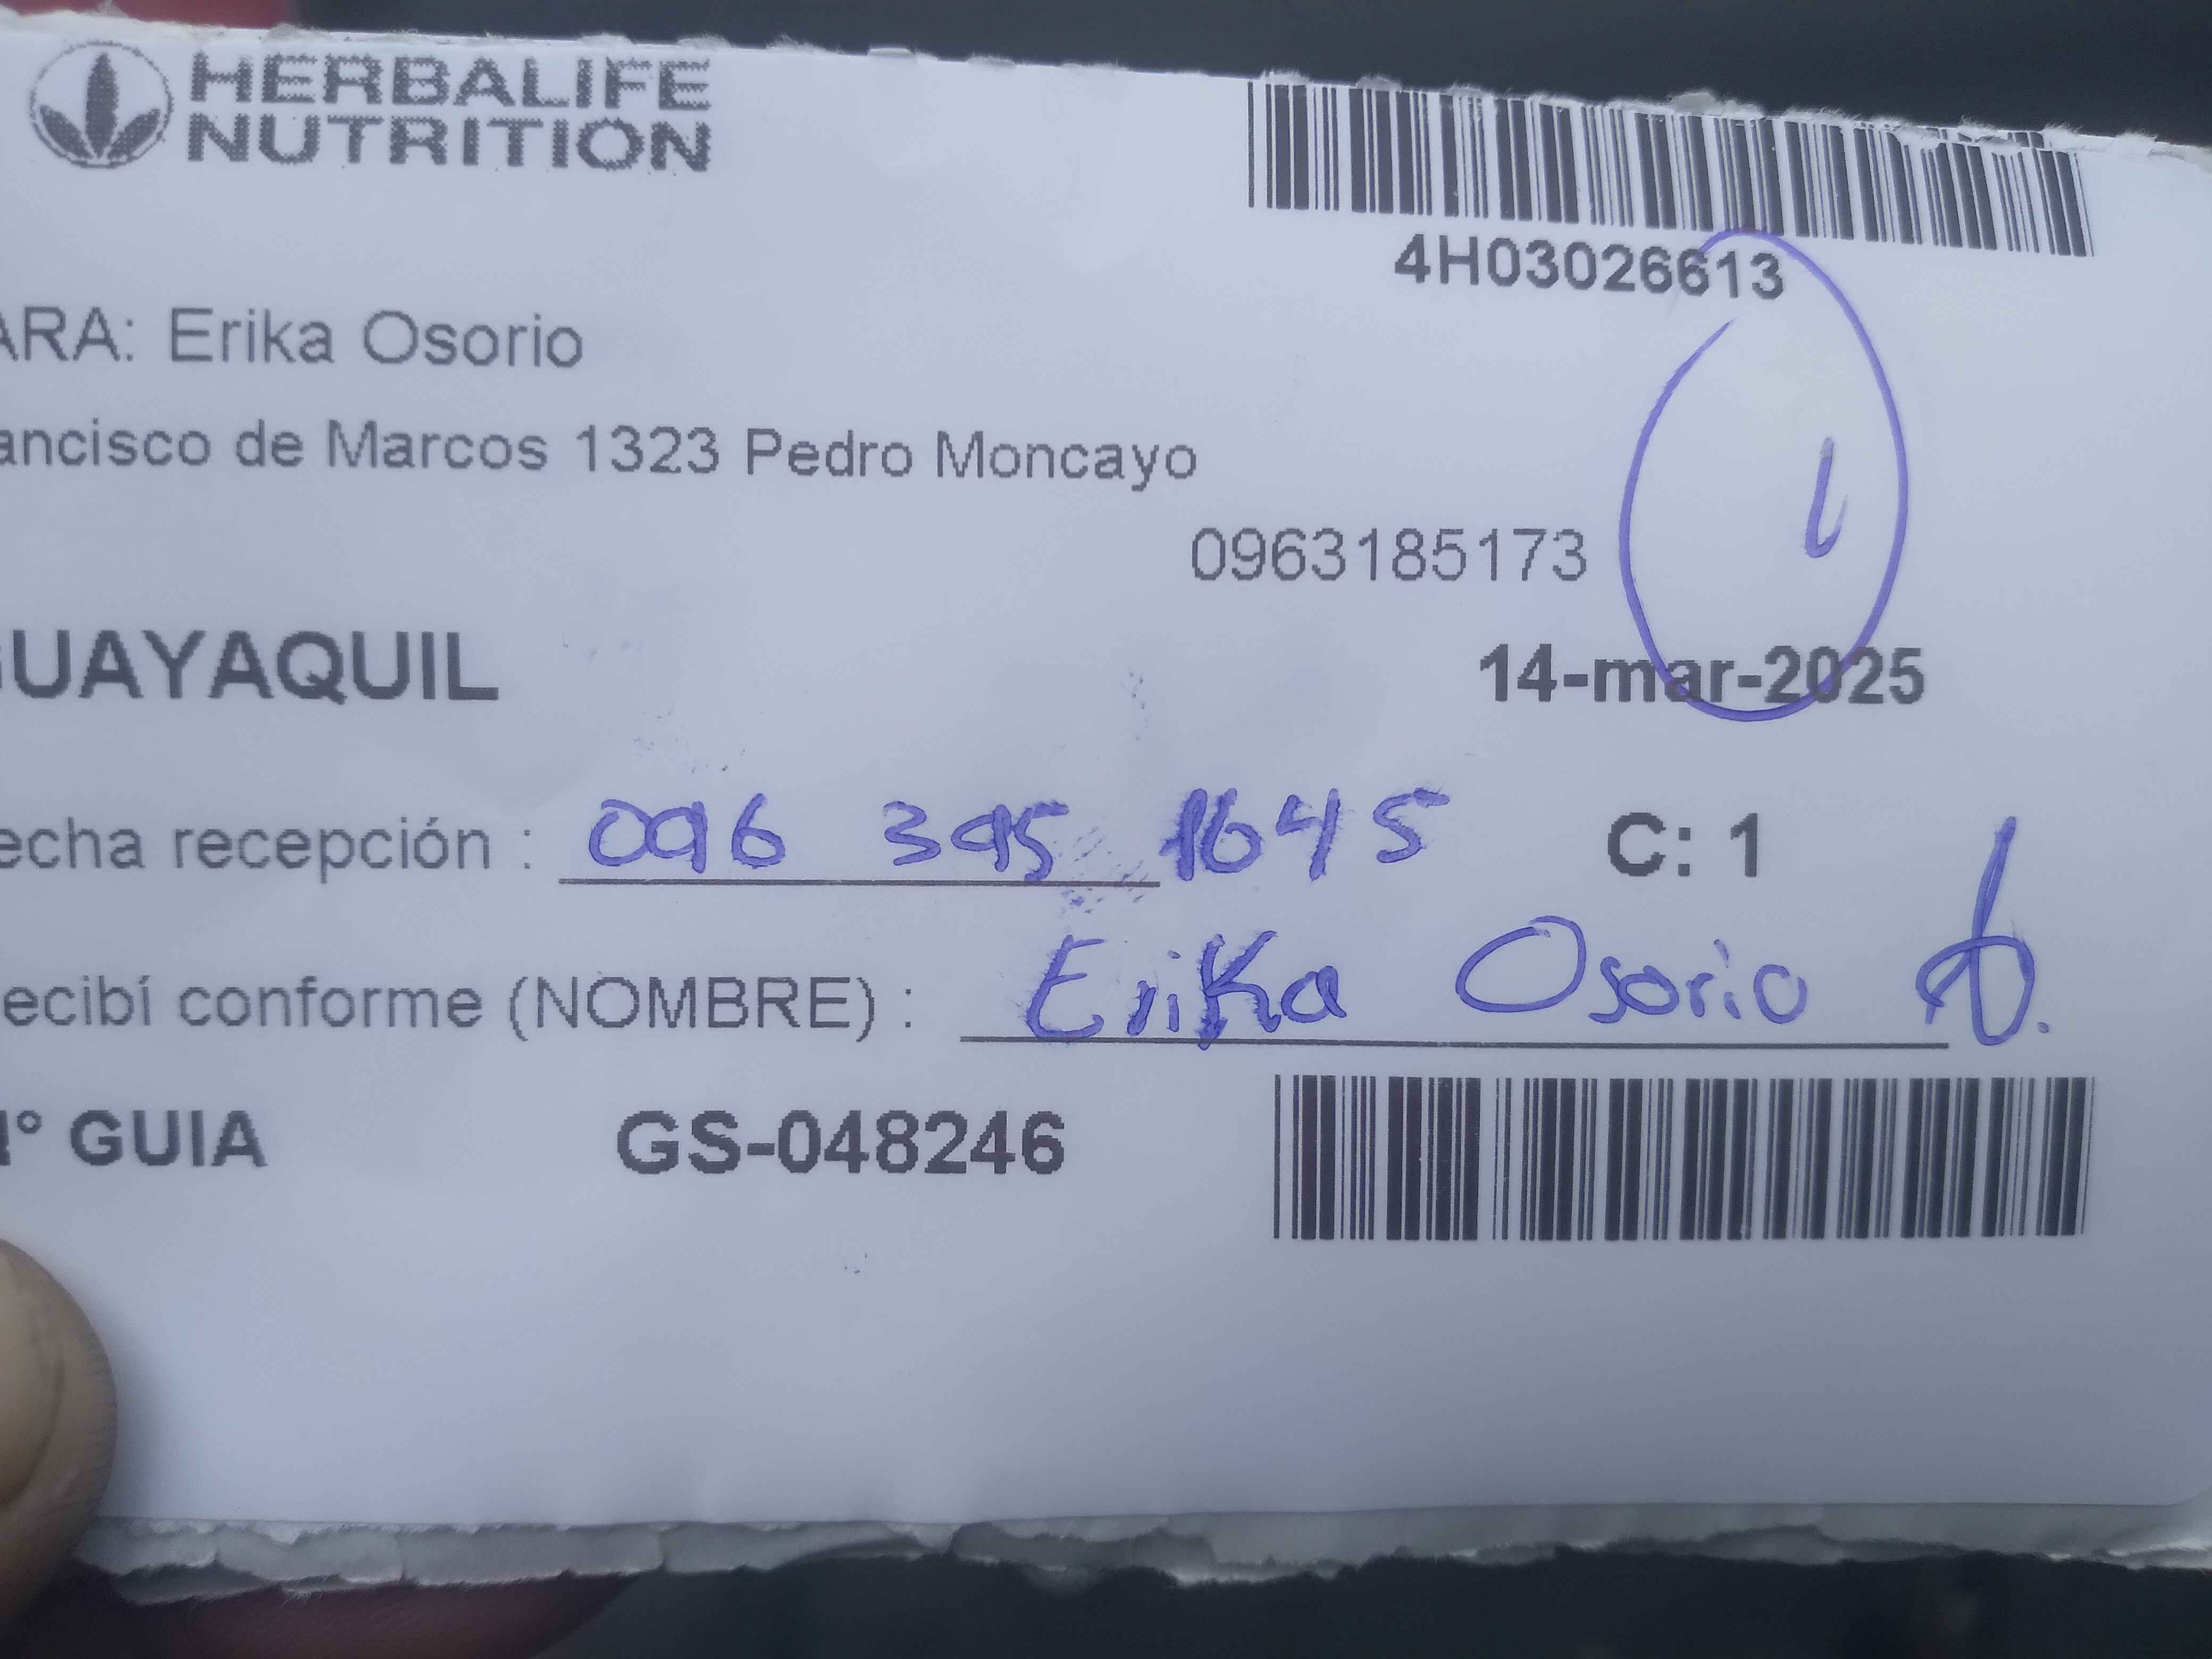 HERBALIFE
NUTRITION
4H03026613
ARA: Erika Osorio
ancisco de Marcos 1323 Pedro Moncayo
1
0963185173
GUAYAQUIL
14-mar-2025
echa recepción : 096 395 1645 C: 1
ecibí conforme (NOMBRE) : Erika Osorio
N° GUIA GS-048246